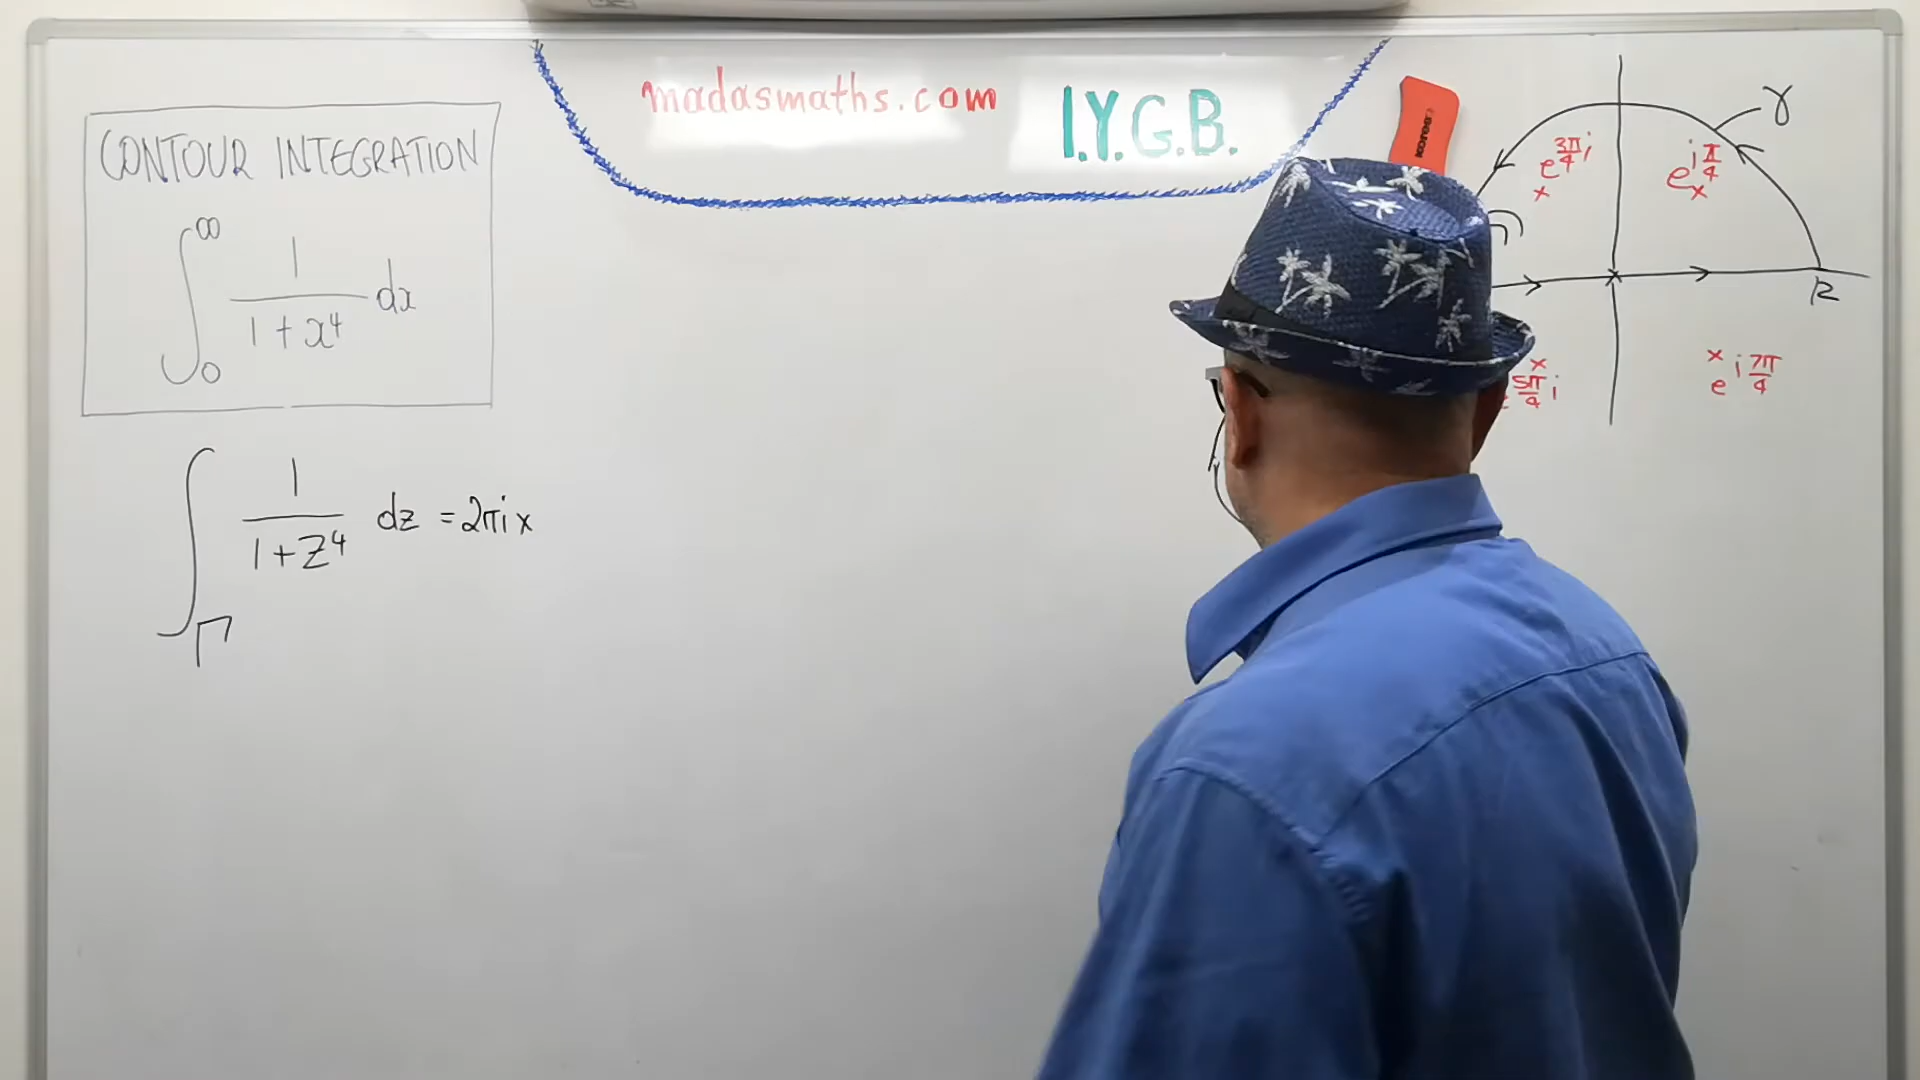 madasmaths.com I.Y.G.B.
KORES
CONTOUR INTEGRATION
∫₀^∞ 1/(1+x⁴) dx
∫_Γ 1/(1+z⁴) dz = 2πi x
γ
e^(3π/4 i) x
e^(i π/4) x
R
x 5π/4 i
x e^(i 7π/4)